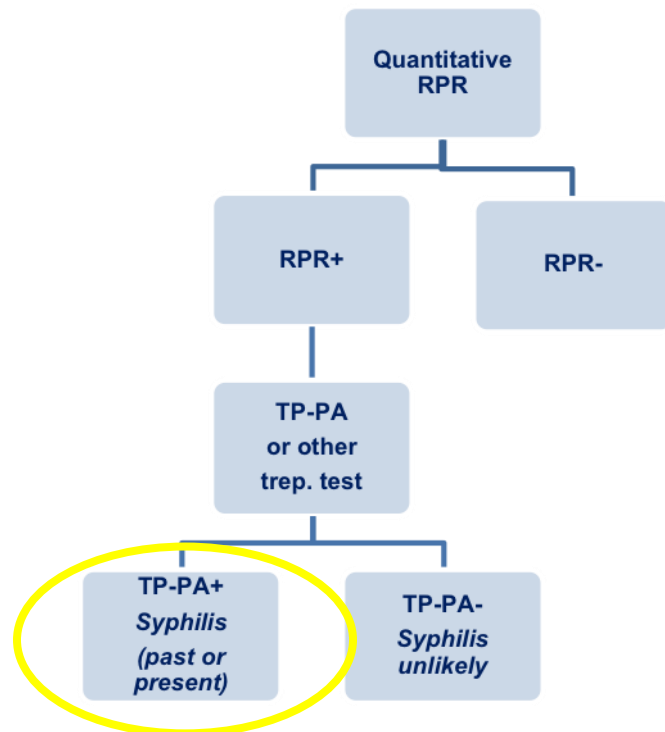 Quantitative
RPR
RPR+
RPR-
TP-PA
or other
trep. test
TP-PA+
Syphilis
(past or
present)
TP-PA-
Syphilis
unlikely